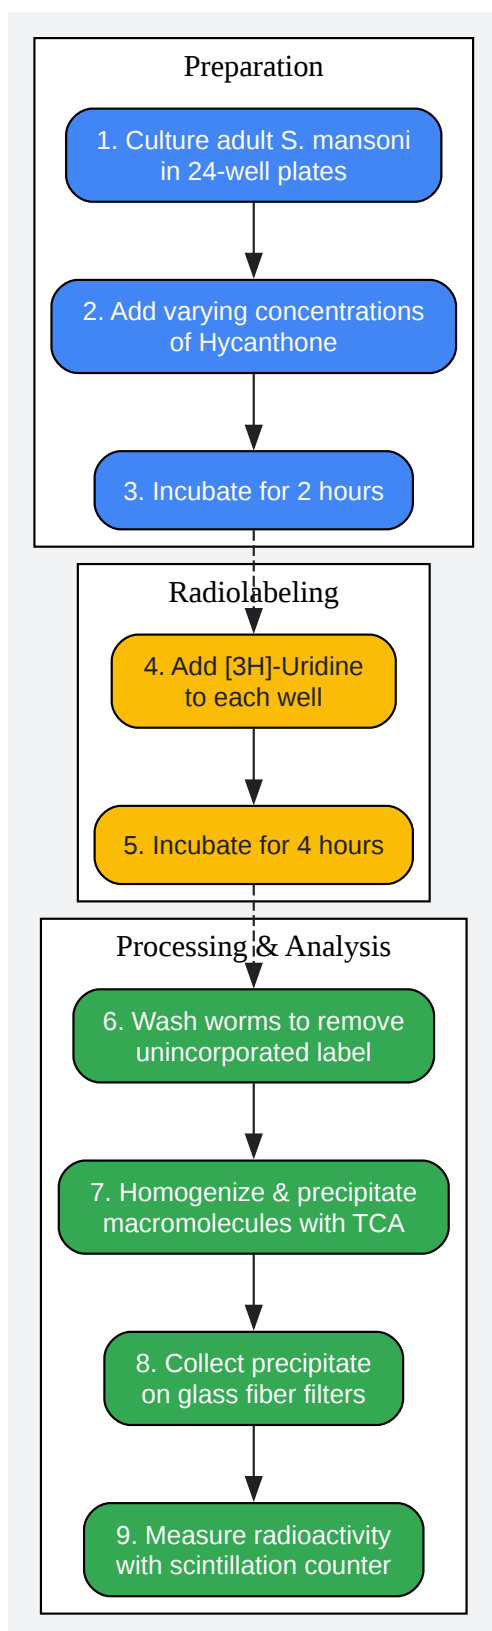 Preparation
1. Culture adult S. mansoni
in 24-well plates
2. Add varying concentrations
of Hycanthone
3. Incubate for 2 hours
Radiolabeling
4. Add [3H]-Uridine
to each well
5. Incubate for 4 hours
Processing & Analysis
6. Wash worms to remove
unincorporated label
7. Homogenize & precipitate
macromolecules with TCA
8. Collect precipitate
on glass fiber filters
9. Measure radioactivity
with scintillation counter